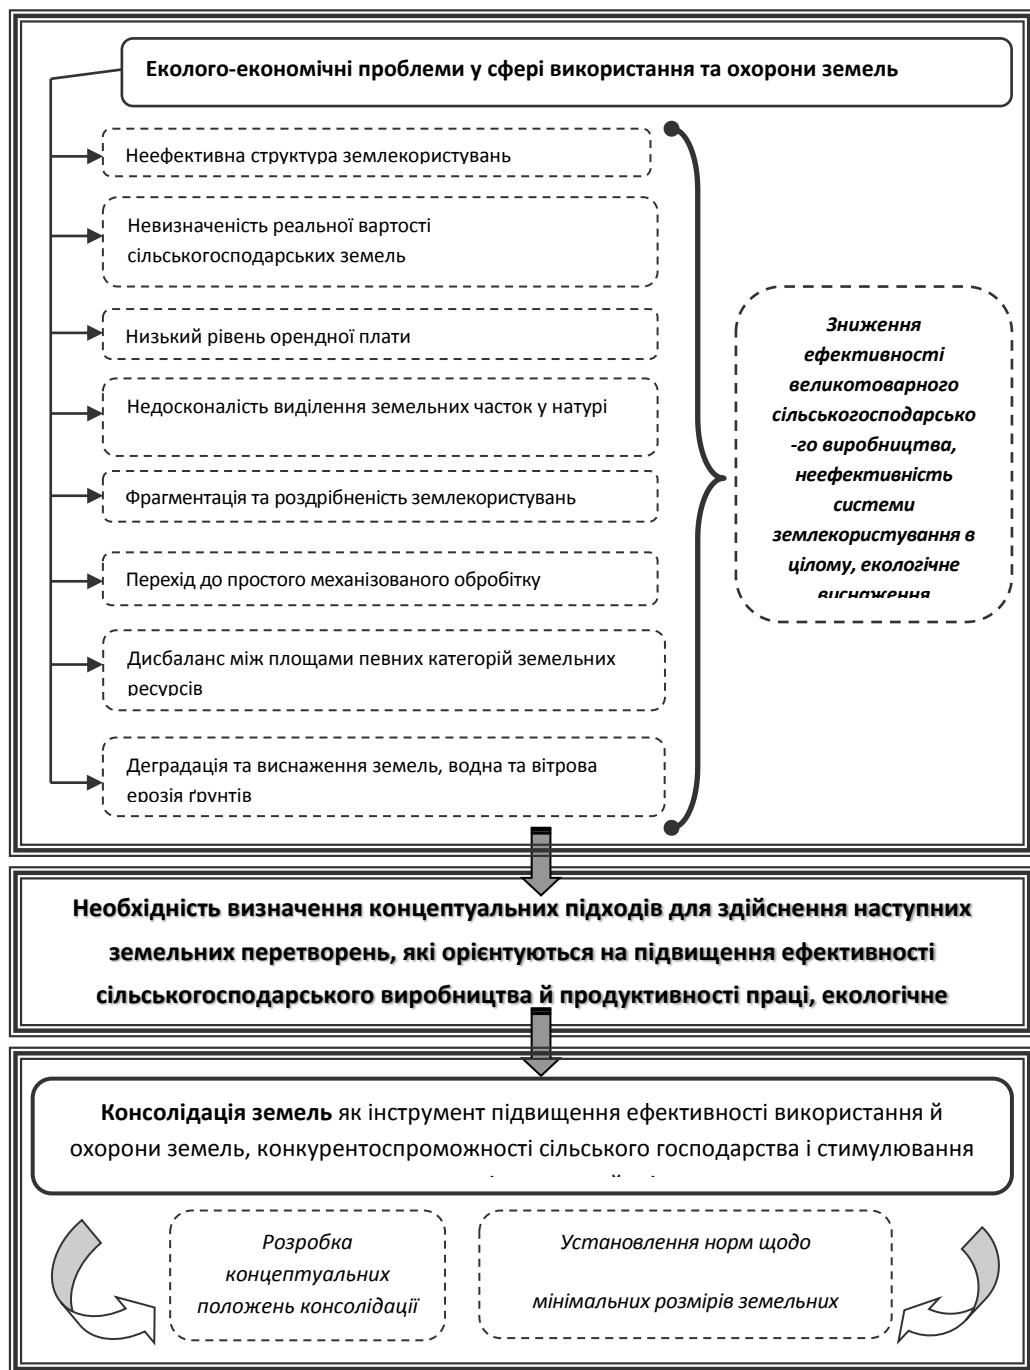 Еколого-економічні проблеми у сфері використання та охорони земель
Неефективна структура землекористувань
Невизначеність реальної вартості
сільськогосподарських земель
Низький рівень орендної плати
Недосконалість виділення земельних часток у натурі
Фрагментація та роздрібненість землекористувань
Перехід до простого механізованого обробітку
Дисбаланс між площами певних категорій земельних
ресурсів
Деградація та виснаження земель, водна та вітрова
ерозія ґрунтів
Зниження
ефективності
великотоварного
сільськогосподарсько
-го виробництва,
неефективність
системи
землекористування в
цілому, екологічне
виснаження
Необхідність визначення концептуальних підходів для здійснення наступних
земельних перетворень, які орієнтуються на підвищення ефективності
сільськогосподарського виробництва й продуктивності праці, екологічне
Консолідація земель як інструмент підвищення ефективності використання й
охорони земель, конкурентоспроможності сільського господарства і стимулювання
Розробка
концептуальних
положень консолідації
Установлення норм щодо
мінімальних розмірів земельних